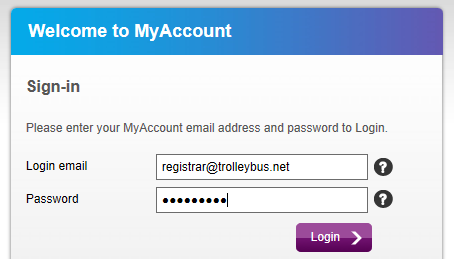 Welcome to MyAccount
Sign-in
Please enter your MyAccount email address and password to Login.
Login email registrar@trolleybus.net ?
Password ●●●●●●●●● ?
Login